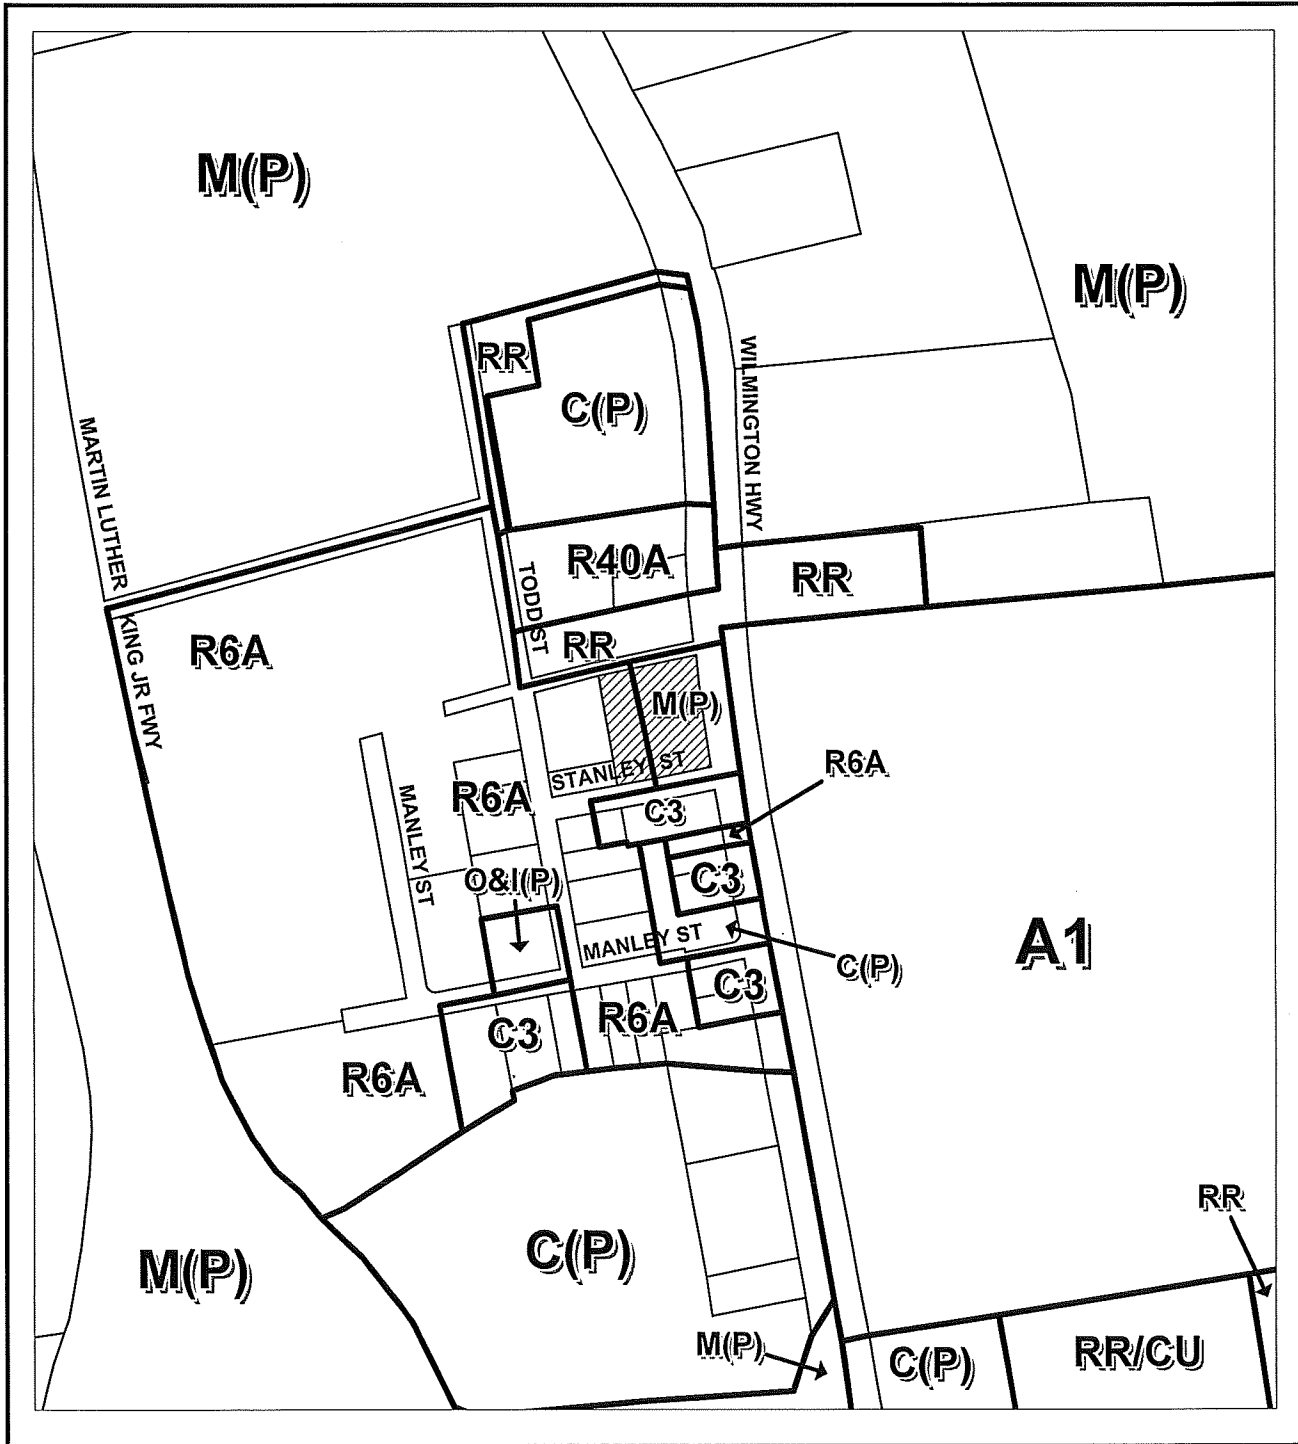 M(P)
M(P)
RR
C(P)
WILMINGTON HWY
MARTIN LUTHER
KING JR FWY
R40A
TODD ST
RR
R6A
RR
M(P)
STANLEY ST
R6A
R6A
MANLEY ST
C3
O&I(P)
C3
MANLEY ST
C(P)
A1
C3
R6A
C3
R6A
RR
C(P)
M(P)
M(P)
C(P)
RR/CU